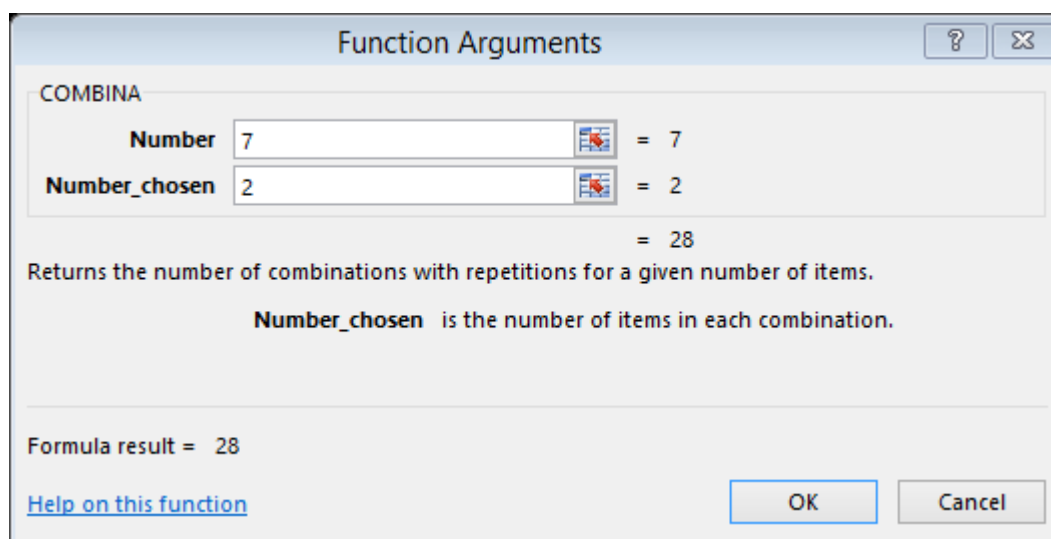 Function Arguments
COMBINA
Number 7 = 7
Number_chosen 2 = 2
= 28
Returns the number of combinations with repetitions for a given number of items.
Number_chosen is the number of items in each combination.
Formula result = 28
Help on this function OK Cancel